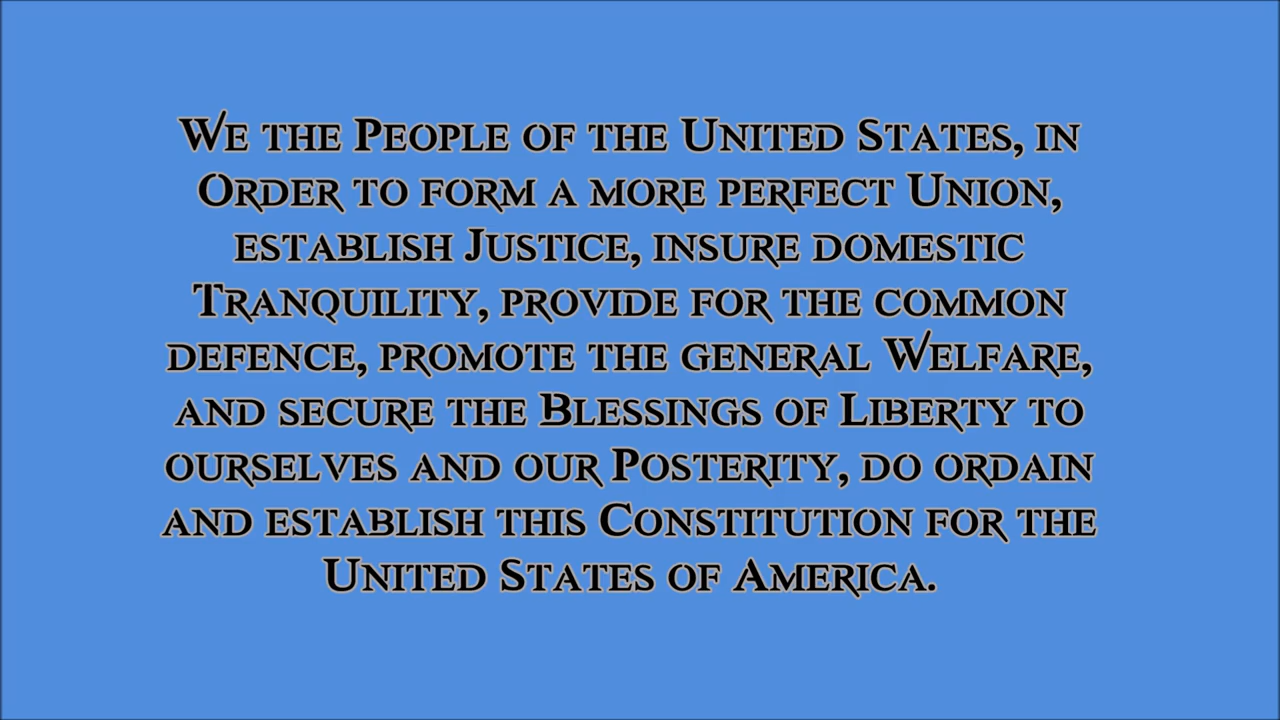 We the People of the United States, in
Order to form a more perfect Union,
establish Justice, insure domestic
Tranquility, provide for the common
defence, promote the general Welfare,
and secure the Blessings of Liberty to
ourselves and our Posterity, do ordain
and establish this Constitution for the
United States of America.